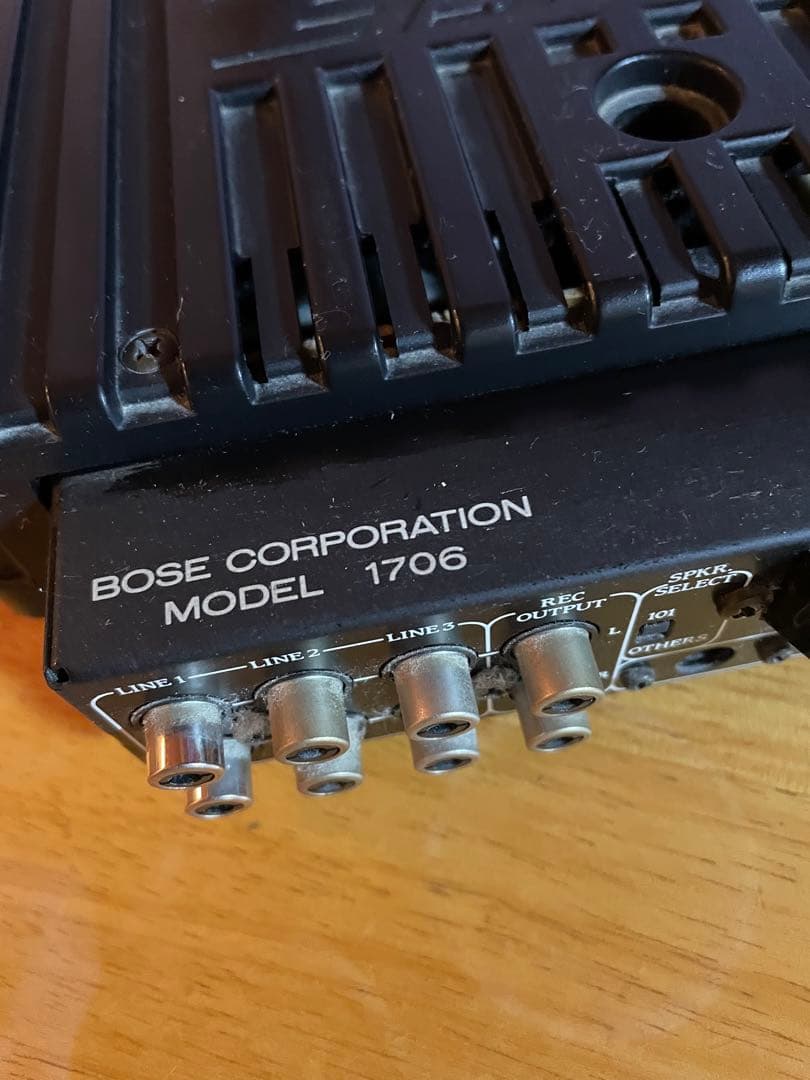 BOSE CORPORATION
MODEL 1706
LINE 1
LINE 2
LINE 3
REC
OUTPUT
L
R
SPKR.
SELECT
101
OTHERS